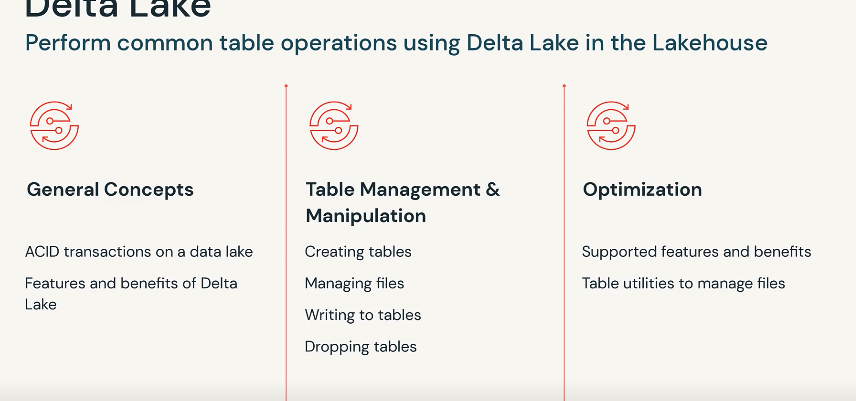 Delta Lake
Perform common table operations using Delta Lake in the Lakehouse
General Concepts
ACID transactions on a data lake
Features and benefits of Delta
Lake
Table Management &
Manipulation
Creating tables
Managing files
Writing to tables
Dropping tables
Optimization
Supported features and benefits
Table utilities to manage files